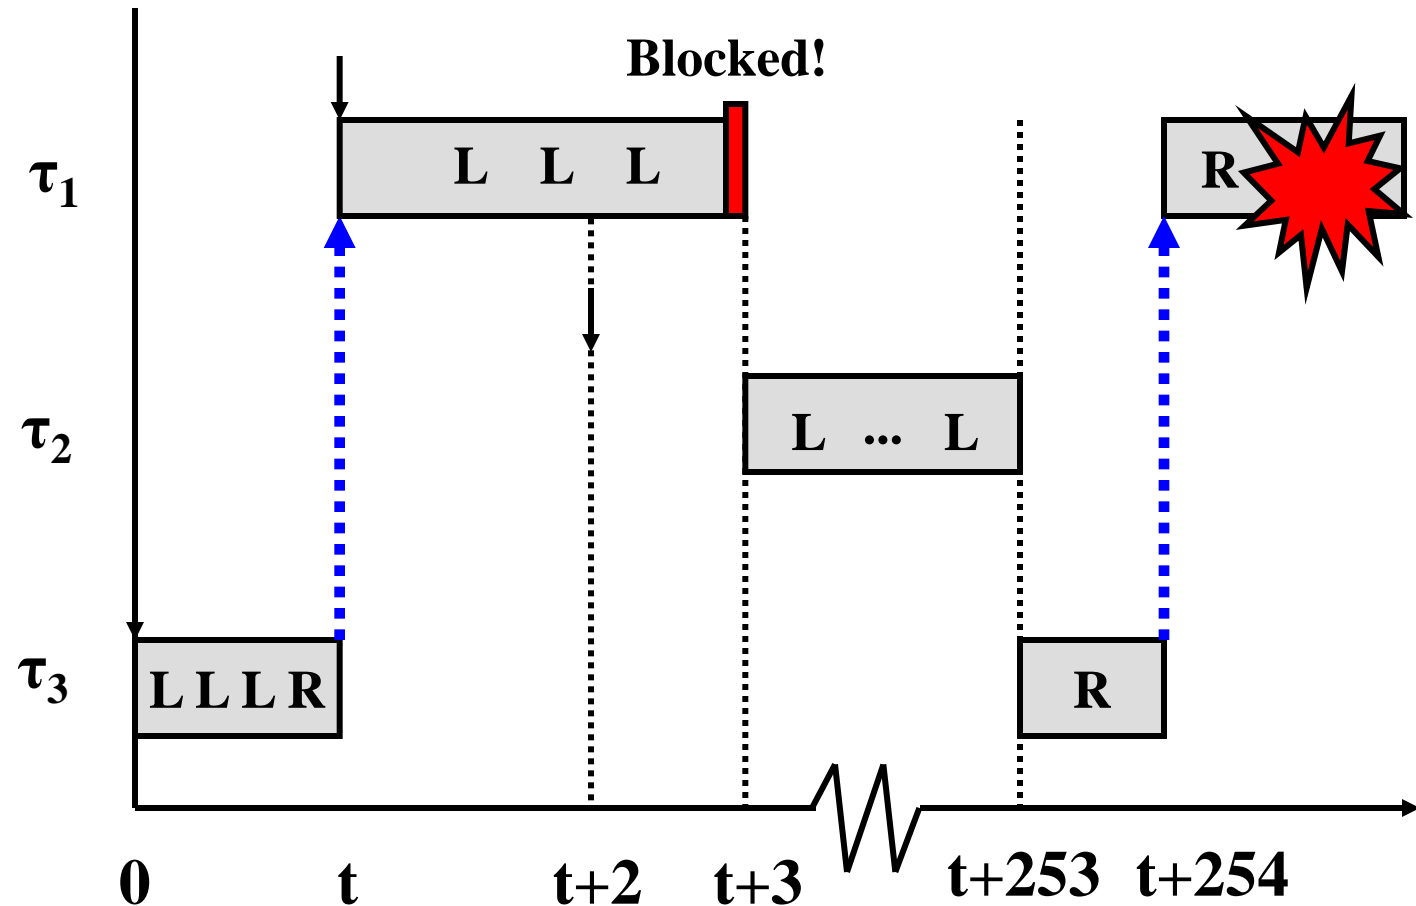 Blocked!
τ1 L L L R
τ2 L ... L
τ3 L L L R R
0 t t+2 t+3 t+253 t+254